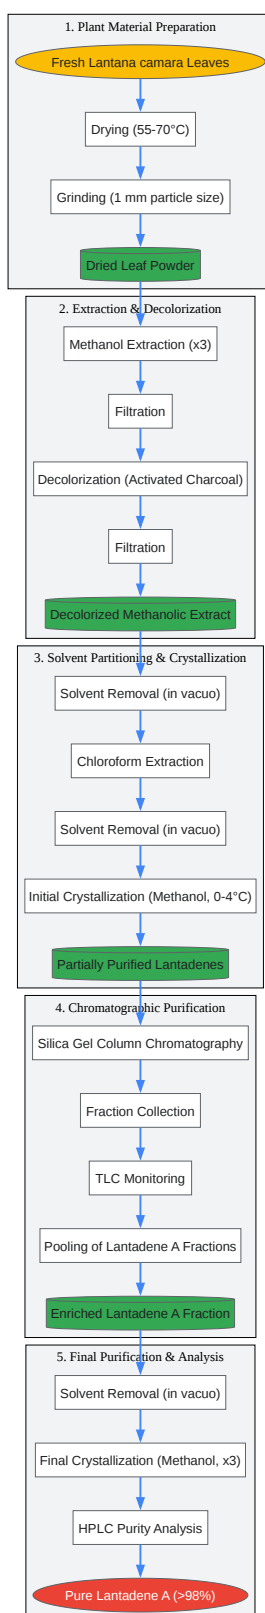 1. Plant Material Preparation
Fresh Lantana camara Leaves
Drying (55-70°C)
Grinding (1 mm particle size)
Dried Leaf Powder
2. Extraction & Decolorization
Methanol Extraction (x3)
Filtration
Decolorization (Activated Charcoal)
Filtration
Decolorized Methanolic Extract
3. Solvent Partitioning & Crystallization
Solvent Removal (in vacuo)
Chloroform Extraction
Solvent Removal (in vacuo)
Initial Crystallization (Methanol, 0-4°C)
Partially Purified Lantadenes
4. Chromatographic Purification
Silica Gel Column Chromatography
Fraction Collection
TLC Monitoring
Pooling of Lantadene A Fractions
Enriched Lantadene A Fraction
5. Final Purification & Analysis
Solvent Removal (in vacuo)
Final Crystallization (Methanol, x3)
HPLC Purity Analysis
Pure Lantadene A (>98%)